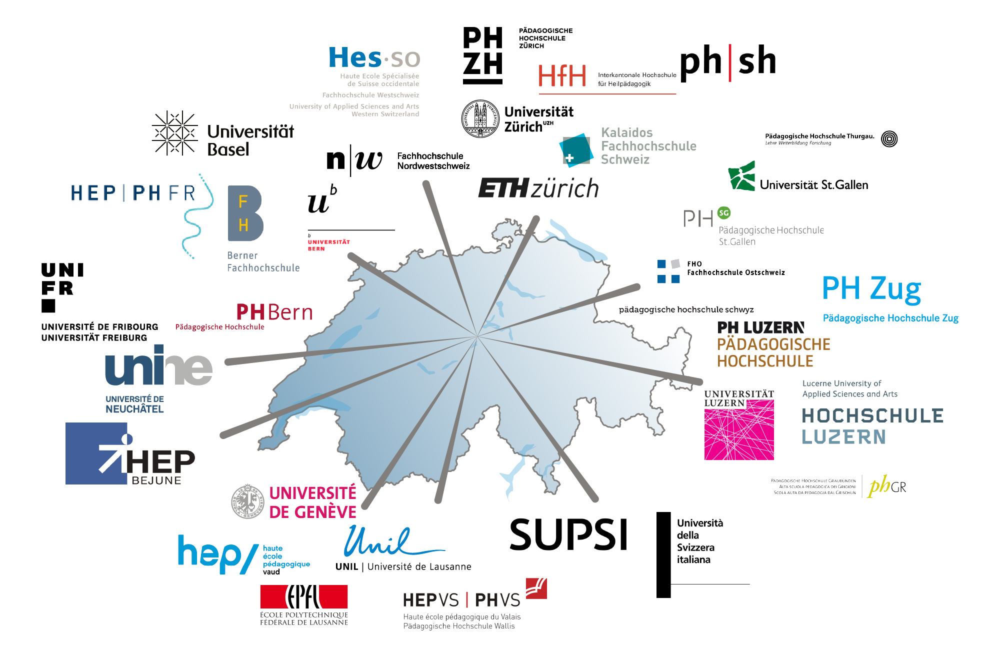 PH
ZH
PÄDAGOGISCHE
HOCHSCHULE
ZÜRICH
Hes·so
Haute Ecole Spécialisée
de Suisse occidentale
Fachhochschule Westschweiz
University of Applied Sciences and Arts
Western Switzerland
HfH
Interkantonale Hochschule
für Heilpädagogik
ph|sh
Universität
Basel
UNIVERSITAS TURICENSIS
MDCCCXXXIII
Universität
Zürich UZH
Kalaidos
Fachhochschule
Schweiz
Pädagogische Hochschule Thurgau.
Lehre Weiterbildung Forschung
n|w
Fachhochschule
Nordwestschweiz
HEP | PH FR
B
F
H
Berner
Fachhochschule
u b
b
UNIVERSITÄT
BERN
ETH zürich
Universität St.Gallen
PH SG
Pädagogische Hochschule
St.Gallen
UNI
FR
UNIVERSITÉ DE FRIBOURG
UNIVERSITÄT FREIBURG
FHO
Fachhochschule Ostschweiz
PH Zug
Pädagogische Hochschule Zug
PHBern
Pädagogische Hochschule
pädagogische hochschule schwyz
PH LUZERN
PÄDAGOGISCHE
HOCHSCHULE
unine
UNIVERSITÉ DE
NEUCHÂTEL
UNIVERSITÄT
LUZERN
Lucerne University of
Applied Sciences and Arts
HOCHSCHULE
LUZERN
HEP
BEJUNE
PÄDAGOGISCHE HOCHSCHULE GRAUBÜNDEN
ALTA SCUOLA PEDAGOGICA DEI GRIGIONI
SCOLA AUTA DA PEDAGOGIA DAL GRISCHUN
phGR
SCHOLA GENEVENSIS
1559
UNIVERSITÉ
DE GENÈVE
hep/
haute
école
pédagogique
vaud
Unil
UNIL | Université de Lausanne
SUPSI
Università
della
Svizzera
italiana
EPFL
ÉCOLE POLYTECHNIQUE
FÉDÉRALE DE LAUSANNE
HEPVS | PHVS
Haute école pédagogique du Valais
Pädagogische Hochschule Wallis